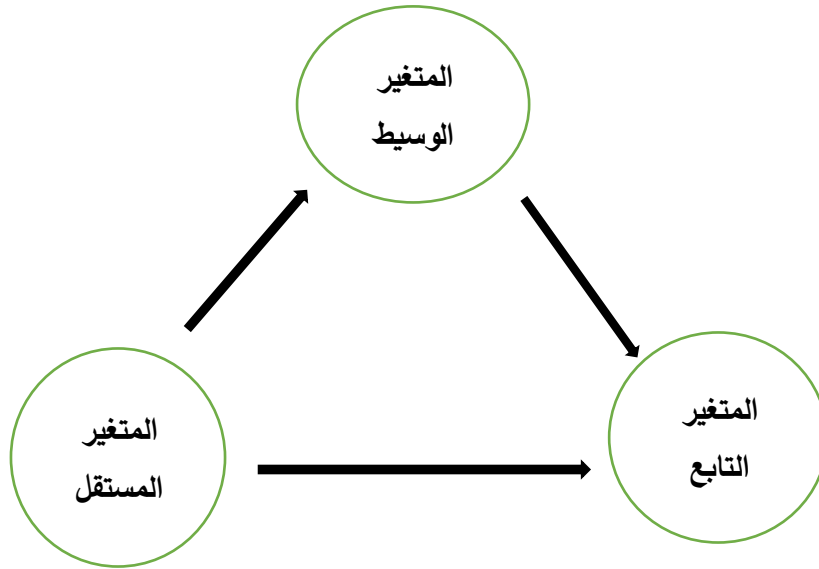 المتغير
الوسيط
المتغير
التابع
المتغير
المستقل